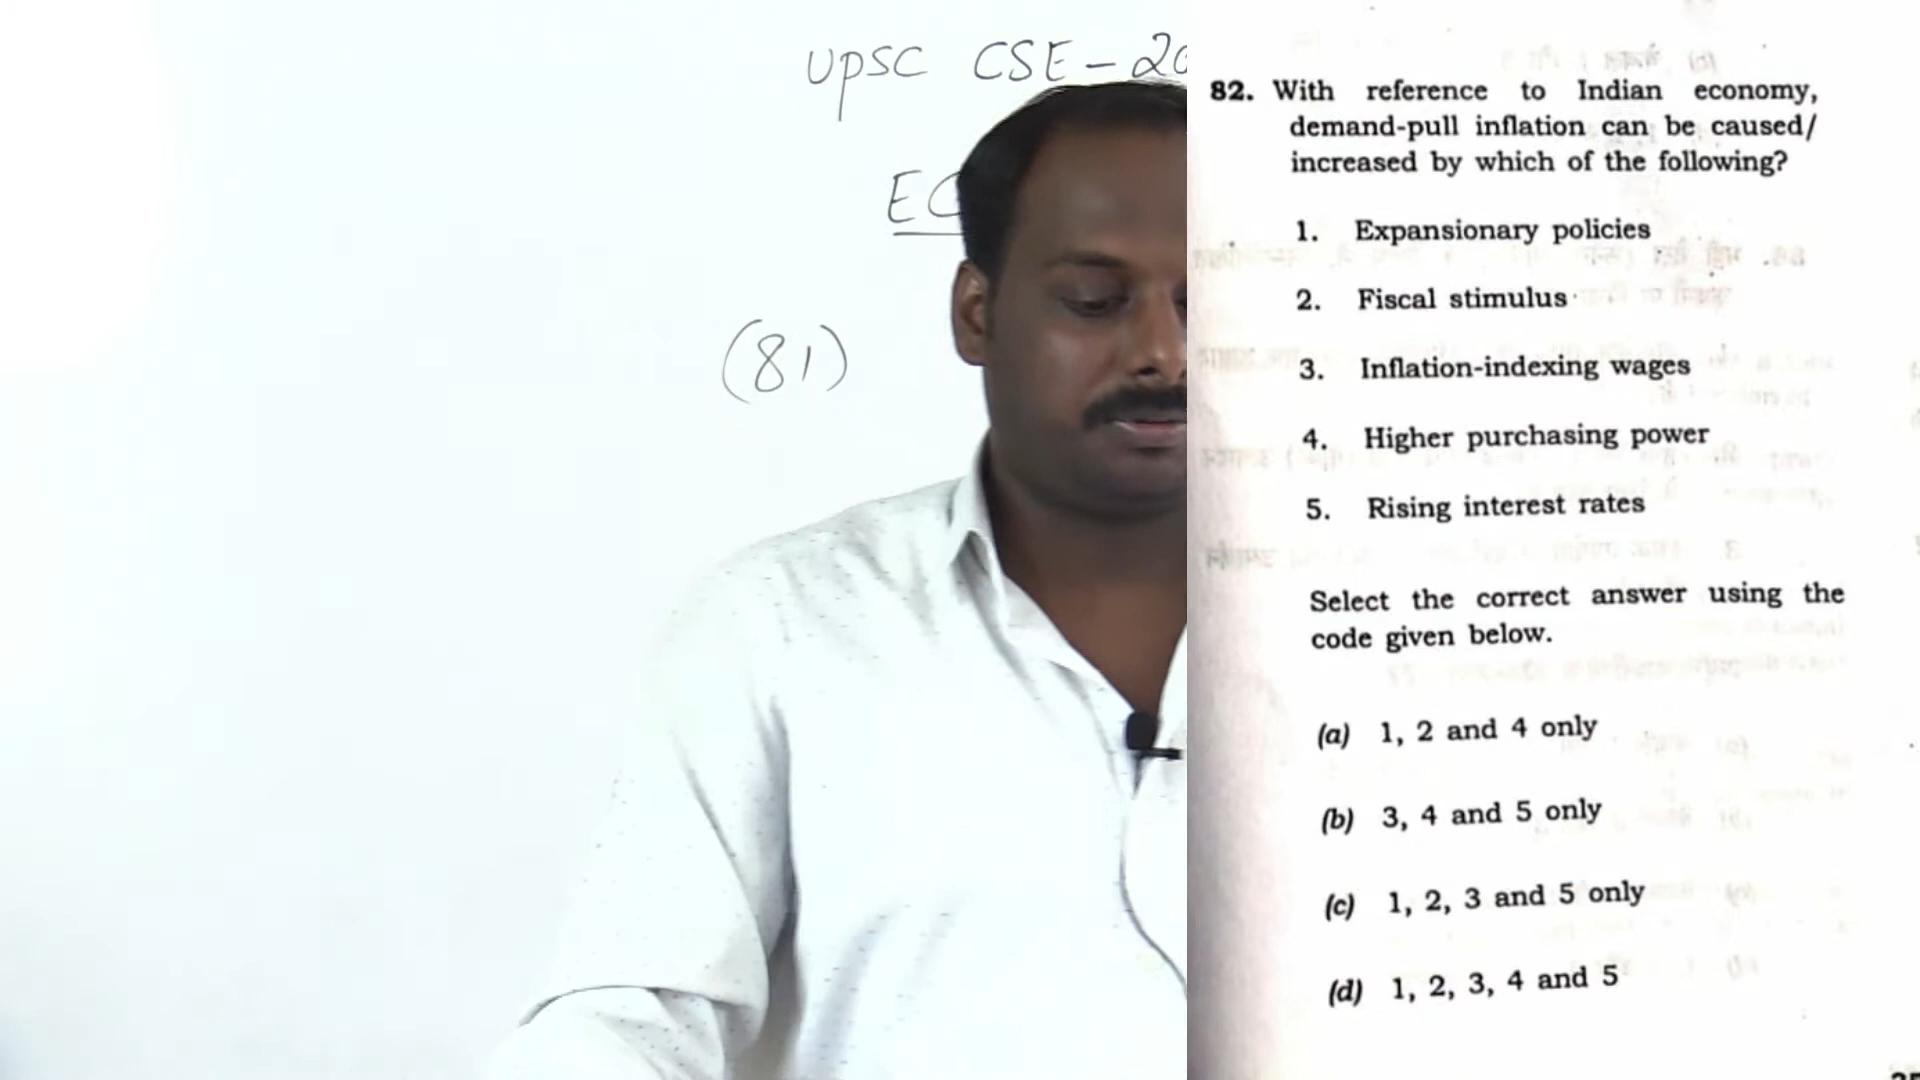 UPSC CSE - 20
EC
(81)
82. With reference to Indian economy,
demand-pull inflation can be caused/
increased by which of the following?
1. Expansionary policies
2. Fiscal stimulus
3. Inflation-indexing wages
4. Higher purchasing power
5. Rising interest rates
Select the correct answer using the
code given below.
(a) 1, 2 and 4 only
(b) 3, 4 and 5 only
(c) 1, 2, 3 and 5 only
(d) 1, 2, 3, 4 and 5